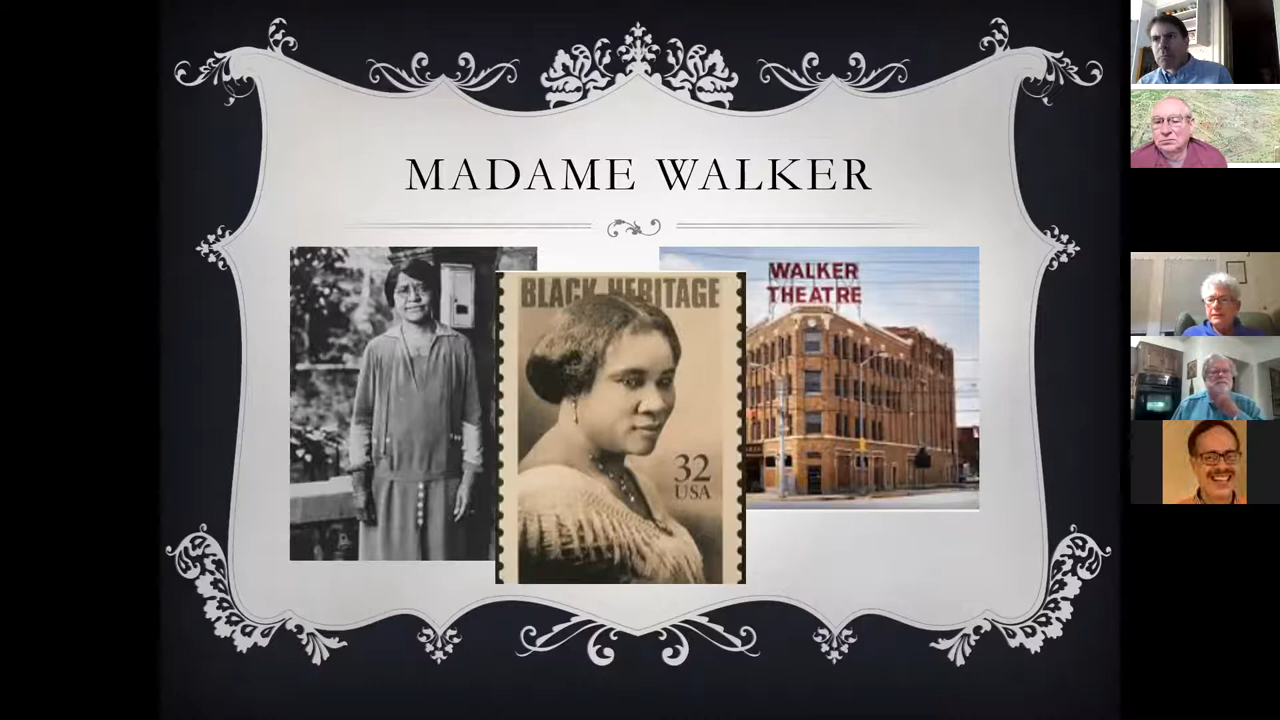 MADAME WALKER
BLACK HERITAGE
32
USA
WALKER
THEATRE